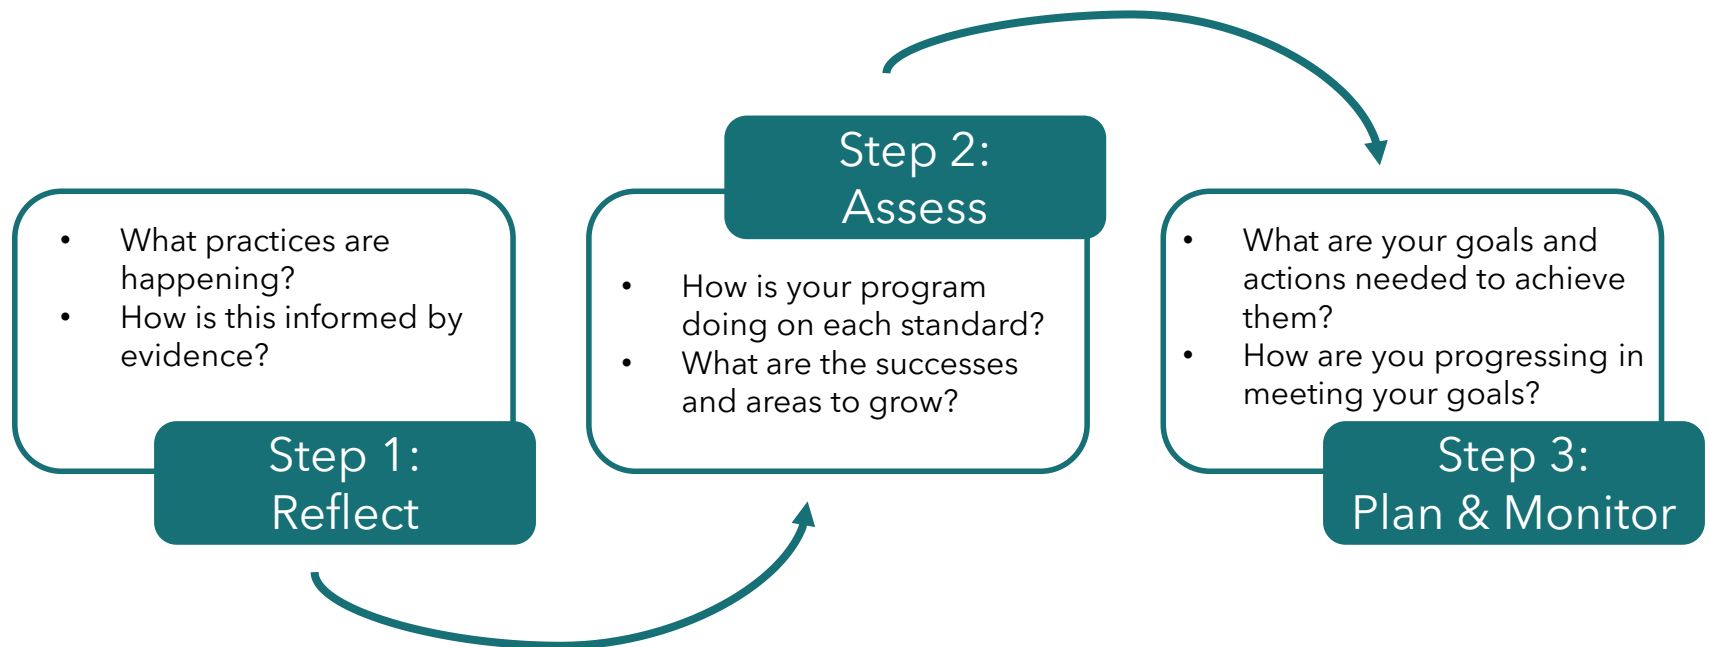 • What practices are
happening?
• How is this informed by
evidence?
Step 1:
Reflect
Step 2:
Assess
• How is your program
doing on each standard?
• What are the successes
and areas to grow?
• What are your goals and
actions needed to achieve
them?
• How are you progressing in
meeting your goals?
Step 3:
Plan & Monitor